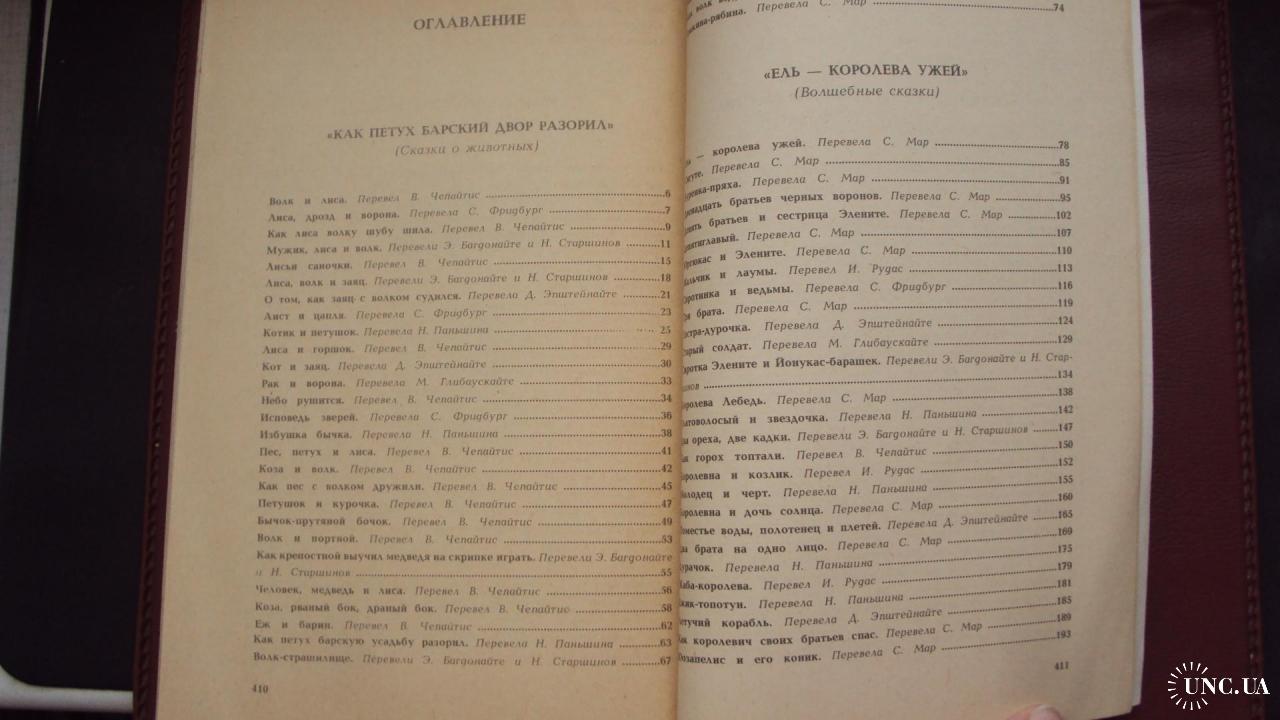 ОГЛАВЛЕНИЕ
«КАК ПЕТУХ БАРСКИЙ ДВОР РАЗОРИЛ»
(Сказки о животных)
Волк и лиса. Перевел В. Чепайтис 6
Лиса, дрозд и ворона. Перевела С. Фридбург 7
Как лиса волку шубу шила. Перевел В. Чепайтис 9
Мужик, лиса и волк. Перевели Э. Багдонайте и Н. Старшинов 11
Лисьи саночки. Перевел В. Чепайтис 15
Лиса, волк и заяц. Перевели Э. Багдонайте и Н. Старшинов 18
О том, как заяц с волком судился. Перевела Д. Эпштейнайте 21
Аист и цапля. Перевела С. Фридбург 23
Котик и петушок. Перевела Н. Паньшина 25
Лиса и горшок. Перевел В. Чепайтис 29
Кот и заяц. Перевела Д. Эпштейнайте 30
Рак и ворона. Перевела М. Глибаускайте 33
Небо рушится. Перевел В. Чепайтис 34
Исповедь зверей. Перевела С. Фридбург 36
Избушка бычка. Перевела Н. Паньшина 38
Пес, петух и лиса. Перевел В. Чепайтис 41
Коза и волк. Перевел В. Чепайтис 42
Как пес с волком дружили. Перевел В. Чепайтис 45
Петушок и курочка. Перевел В. Чепайтис 47
Бычок-прутяной бочок. Перевел В. Чепайтис 49
Волк и портной. Перевел В. Чепайтис 53
Как крепостной выучил медведя на скрипке играть. Перевели Э. Багдонайте
и Н. Старшинов 55
Человек, медведь и лиса. Перевел В. Чепайтис 56
Коза, рваный бок, драный бок. Перевел В. Чепайтис 58
Еж и барин. Перевел В. Чепайтис 62
Как петух барскую усадьбу разорил. Перевела Н. Паньшина 63
Волк-страшилище. Перевели Э. Багдонайте и Н. Старшинов 67
410
волк
-рябина. Перевела С. Мар 74
«ЕЛЬ — КОРОЛЕВА УЖЕЙ»
(Волшебные сказки)
— королева ужей. Перевела С. Мар 78
Перевела С. Мар 85
-пряха. Перевела С. Мар 91
братьев черных воронов. Перевела С. Мар 95
братьев и сестрица Элените. Перевела С. Мар 102
Перевела С. Мар 107
и Элените. Перевела С. Мар 110
и лаумы. Перевел И. Рудас 113
и ведьмы. Перевела С. Фридбург 116
брата. Перевела С. Мар 119
-дурочка. Перевела Д. Эпштейнайте 124
солдат. Перевела М. Глибаускайте 129
Элените и Йонукас-барашек. Перевели Э. Багдонайте и Н. Стар-
шинов 134
Лебедь. Перевела С. Мар 138
и звездочка. Перевела Н. Паньшина 142
ореха, две кадки. Перевели Э. Багдонайте и Н. Старшинов 147
горох топтали. Перевел В. Чепайтис 150
и козлик. Перевел И. Рудас 152
и черт. Перевела Н. Паньшина 155
и дочь солнца. Перевела С. Мар 160
воды, полотенец и плетей. Перевела Д. Эпштейнайте 165
брата на одно лицо. Перевела С. Мар 169
Перевела Н. Паньшина 175
-королева. Перевел И. Рудас 179
-топотун. Перевела Н. Паньшина 181
корабль. Перевела Д. Эпштейнайте 185
королевич своих братьев спас. Перевела С. Мар 189
и его коник. Перевела С. Мар 193
411
UNC.UA